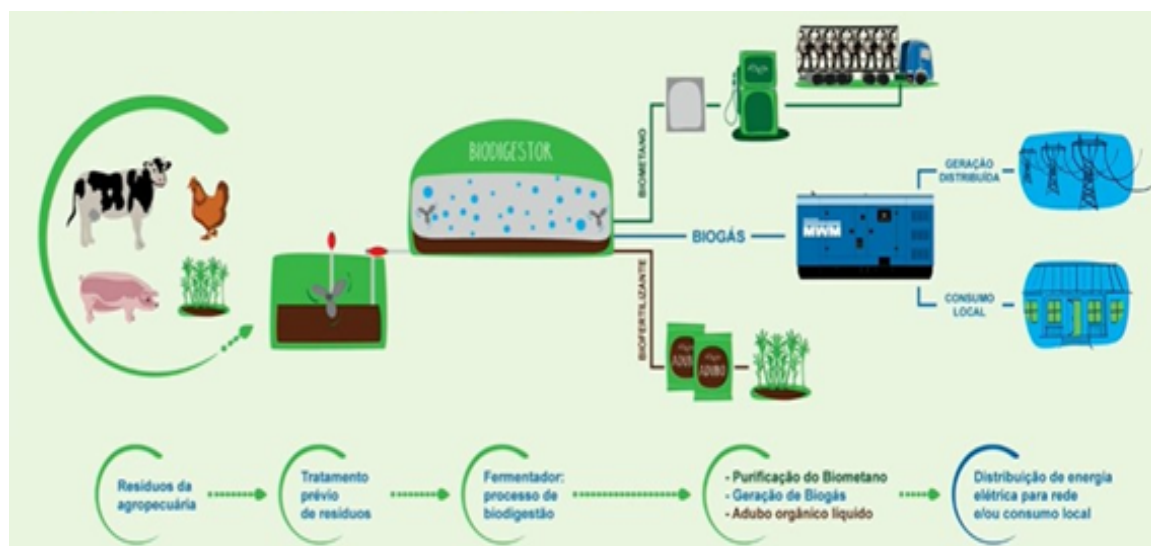 BIODIGESTOR
BIOMETANO
BIOGÁS
BIOFERTILIZANTE
MWM
GERAÇÃO
DISTRIBUÍDA
CONSUMO
LOCAL
ADUBO
ADUBO
Resíduos da
agropecuária
Tratamento
prévio
de resíduos
Fermentador:
processo de
biodigestão
- Purificação do Biometano
- Geração de Biogás
- Adubo orgânico líquido
Distribuição de energia
elétrica para rede
e/ou consumo local